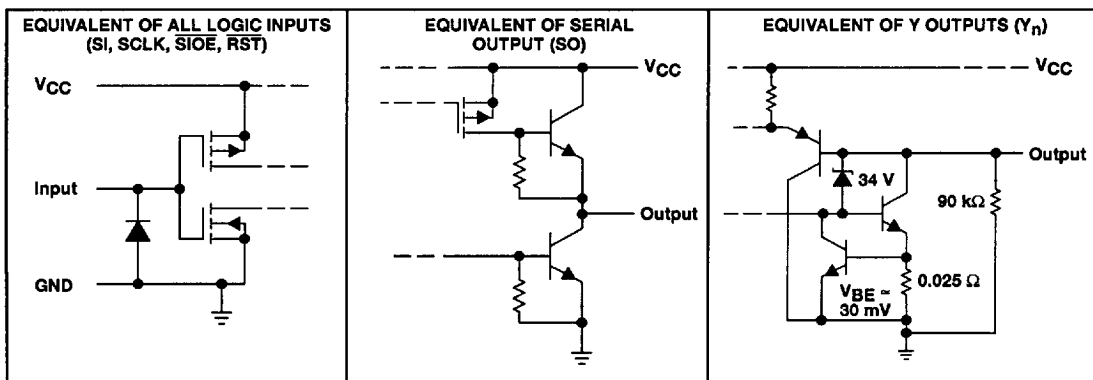 EQUIVALENT OF ALL LOGIC INPUTS
(SI, SCLK, SIOE, RST)
VCC
Input
GND
EQUIVALENT OF SERIAL
OUTPUT (SO)
VCC
Output
EQUIVALENT OF Y OUTPUTS (Yn)
VCC
Output
34 V
90 kΩ
0.025 Ω
VBE ≈
30 mV